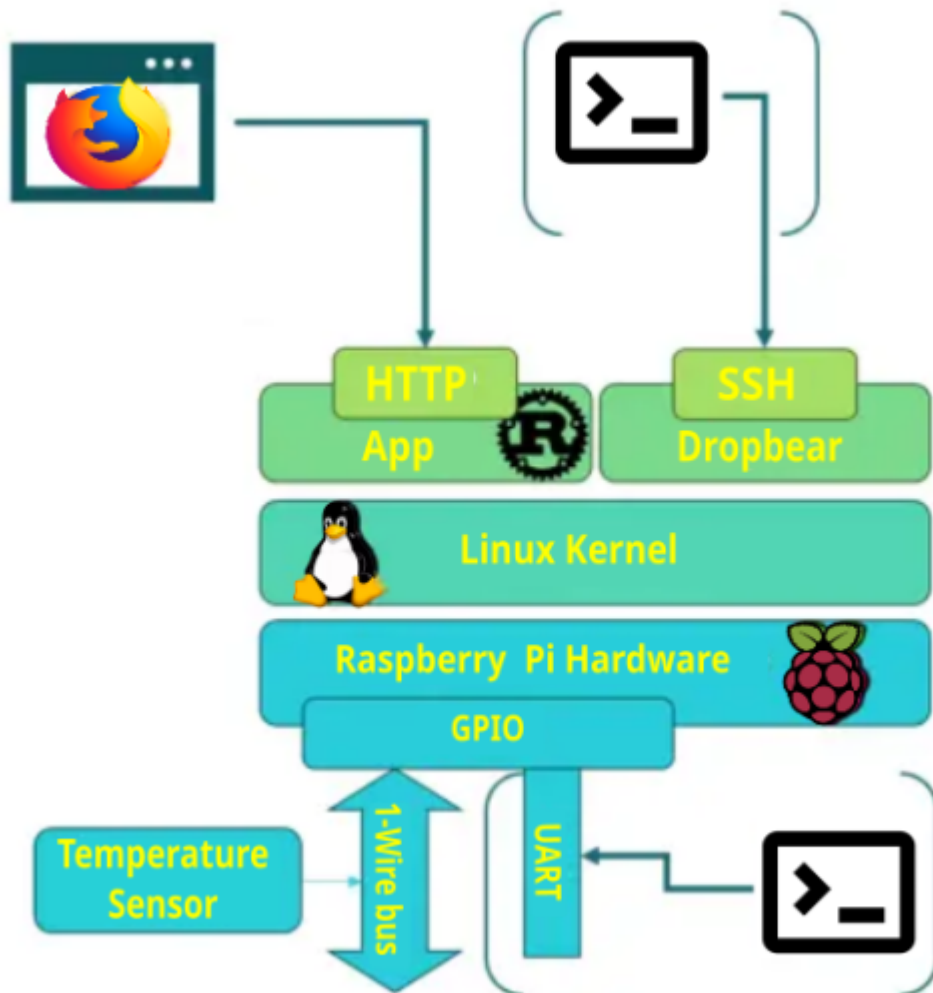 HTTP
SSH
App
Dropbear
Linux Kernel
Raspberry Pi Hardware
GPIO
1-Wire bus
UART
Temperature
Sensor